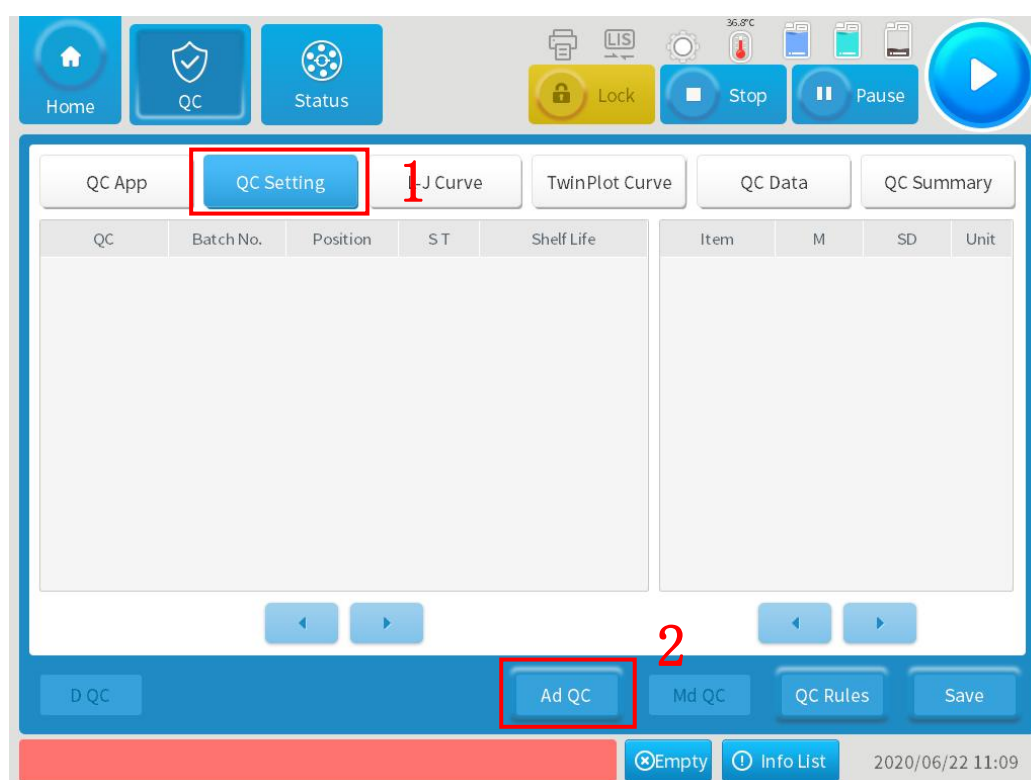 36.8℃
LIS
Home
QC
Status
Lock
Stop
Pause
QC App
QC Setting
1
-J Curve
TwinPlot Curve
QC Data
QC Summary
QC Batch No. Position S T Shelf Life
Item M SD Unit
2
D QC
Ad QC
Md QC
QC Rules
Save
Empty
Info List
2020/06/22 11:09